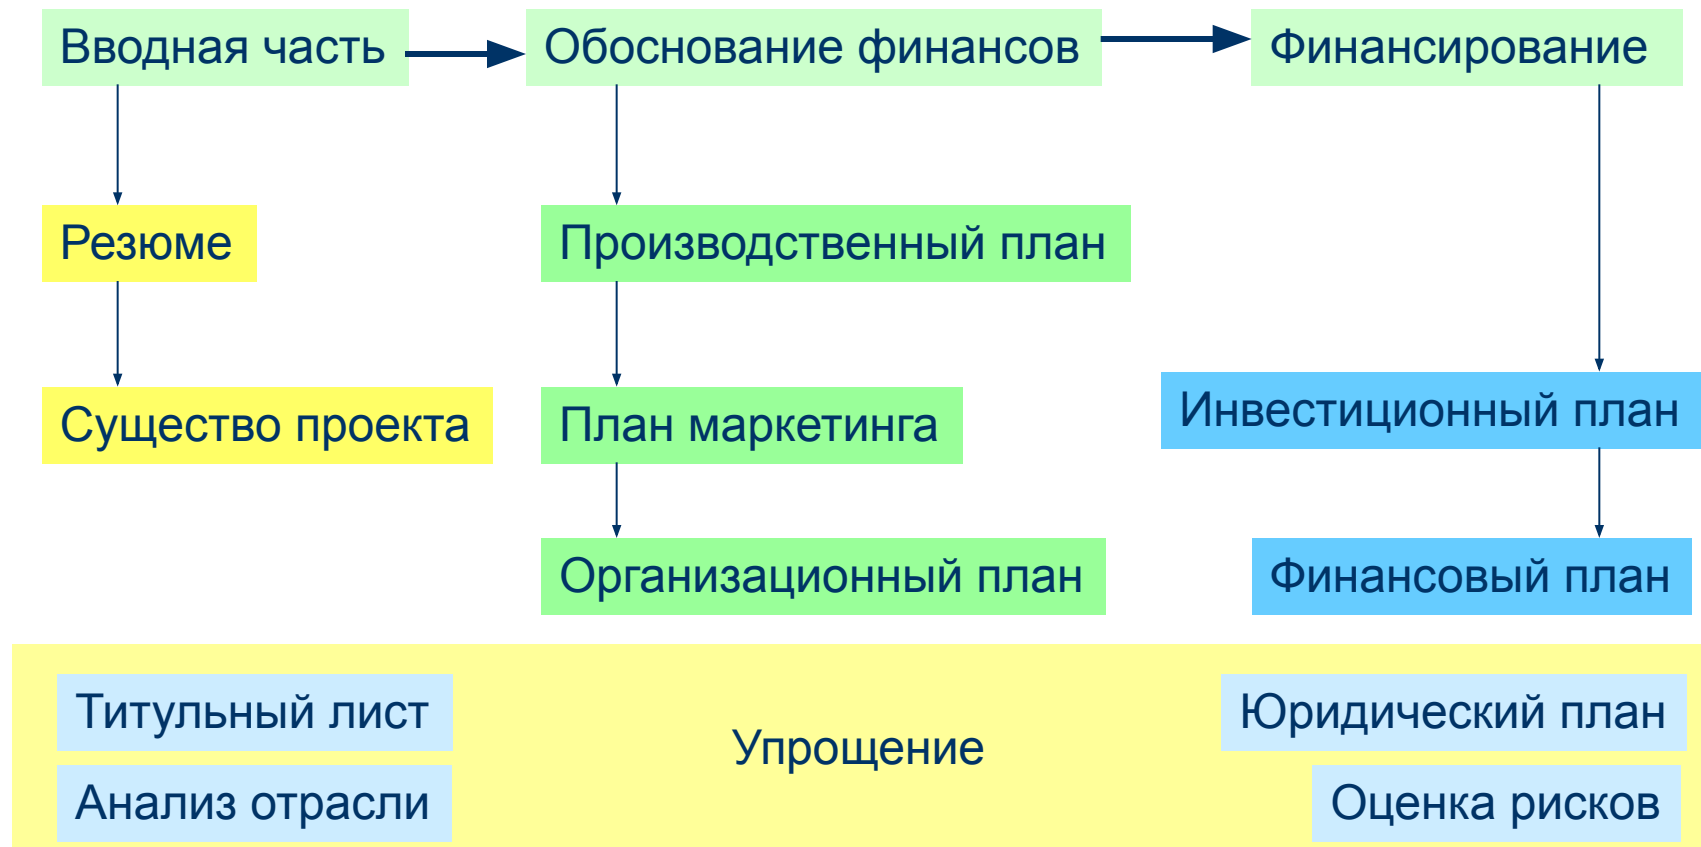 Вводная часть
Обоснование финансов
Финансирование
Резюме
Производственный план
Существо проекта
План маркетинга
Инвестиционный план
Организационный план
Финансовый план
Титульный лист
Юридический план
Упрощение
Анализ отрасли
Оценка рисков